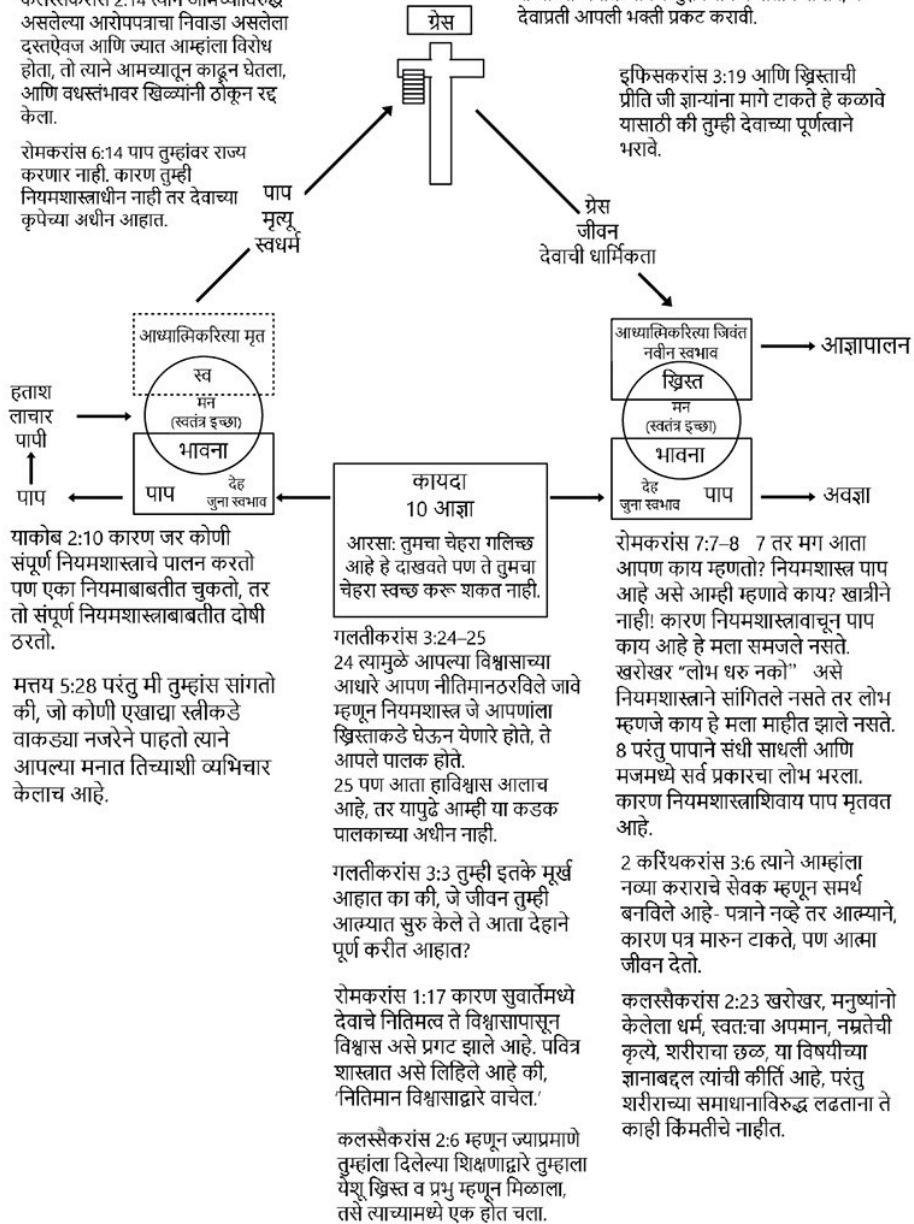 कलस्सैकरांस 2:14 त्याने आमच्याविरुद्ध
असलेल्या आरोपपत्राचा निवाडा असलेला
दस्तऐवज आणि ज्यात आम्हांला विरोध
होता, तो त्याने आमच्यातून काढून घेतला,
आणि वधस्तंभावर खिळ्यांनी ठोकून रद्द
केला.
रोमकरांस 6:14 पाप तुम्हांवर राज्य
करणार नाही. कारण तुम्ही
नियमशास्त्राधीन नाही तर देवाच्या
कृपेच्या अधीन आहात.
पाप
मृत्यू
स्वधर्म
ग्रेस
देवाप्रती आपली भक्ती प्रकट करावी.
इफिसकरांस 3:19 आणि ख्रिस्ताची
प्रीति जी ज्ञान्यांना मागे टाकते हे कळावे
यासाठी की तुम्ही देवाच्या पूर्णत्वाने
भरावे.
ग्रेस
जीवन
देवाची धार्मिकता
आध्यात्मिकरित्या मृत
स्व
मन
(स्वतंत्र इच्छा)
भावना
पाप
देह
जुना स्वभाव
हताश
लाचार
पापी
पाप
आध्यात्मिकरित्या जिवंत
नवीन स्वभाव
ख्रिस्त
मन
(स्वतंत्र इच्छा)
भावना
देह
जुना स्वभाव
पाप
आज्ञापालन
अवज्ञा
कायदा
10 आज्ञा
आरसा: तुमचा चेहरा गलिच्छ
आहे हे दाखवते पण ते तुमचा
चेहरा स्वच्छ करू शकत नाही.
याकोब 2:10 कारण जर कोणी
संपूर्ण नियमशास्त्राचे पालन करतो
पण एका नियमाबाबतीत चुकतो, तर
तो संपूर्ण नियमशास्त्राबाबतीत दोषी
ठरतो.
मत्तय 5:28 परंतु मी तुम्हांस सांगतो
की, जो कोणी एखाद्या स्त्रीकडे
वाकड्या नजरेने पाहतो त्याने
आपल्या मनात तिच्याशी व्यभिचार
केलाच आहे.
गलतीकरांस 3:24–25
24 त्यामुळे आपल्या विश्वासाच्या
आधारे आपण नीतिमानठरविले जावे
म्हणून नियमशास्त्र जे आपणांला
ख्रिस्ताकडे घेऊन येणारे होते, ते
आपले पालक होते.
25 पण आता हाविश्वास आलाच
आहे, तर यापुढे आम्ही या कडक
पालकाच्या अधीन नाही.
गलतीकरांस 3:3 तुम्ही इतके मूर्ख
आहात का की, जे जीवन तुम्ही
आत्म्यात सुरु केले ते आता देहाने
पूर्ण करीत आहात?
रोमकरांस 1:17 कारण सुवार्तेमध्ये
देवाचे नितिमत्व ते विश्वासापासून
विश्वास असे प्रगट झाले आहे. पवित्र
शास्त्रात असे लिहिले आहे की,
‘नितिमान विश्वासाद्वारे वाचेल.’
कलस्सैकरांस 2:6 म्हणून ज्याप्रमाणे
तुम्हांला दिलेल्या शिक्षणाद्वारे तुम्हाला
येशू ख्रिस्त व प्रभु म्हणून मिळाला,
तसे त्याच्यामध्ये एक होत चला.
रोमकरांस 7:7–8 7 तर मग आता
आपण काय म्हणतो? नियमशास्त्र पाप
आहे असे आम्ही म्हणावे काय? खात्रीने
नाही! कारण नियमशास्त्रावाचून पाप
काय आहे हे मला समजले नसते.
खरोखर “लोभ धरु नको” असे
नियमशास्त्राने सांगितले नसते तर लोभ
म्हणजे काय हे मला माहीत झाले नसते.
8 परंतु पापाने संधी साधली आणि
मजमध्ये सर्व प्रकारचा लोभ भरला.
कारण नियमशास्त्राशिवाय पाप मृतवत
आहे.
2 करिंथकरांस 3:6 त्याने आम्हांला
नव्या कराराचे सेवक म्हणून समर्थ
बनविले आहे- पत्राने नव्हे तर आत्म्याने,
कारण पत्र मारुन टाकते, पण आत्मा
जीवन देतो.
कलस्सैकरांस 2:23 खरोखर, मनुष्यांनो
केलेला धर्म, स्वत:चा अपमान, नम्रतेची
कृत्ये, शरीराचा छळ, या विषयीच्या
ज्ञानाबद्दल त्यांची कीर्ति आहे, परंतु
शरीराच्या समाधानाविरुद्ध लढताना ते
काही किंमतीचे नाहीत.